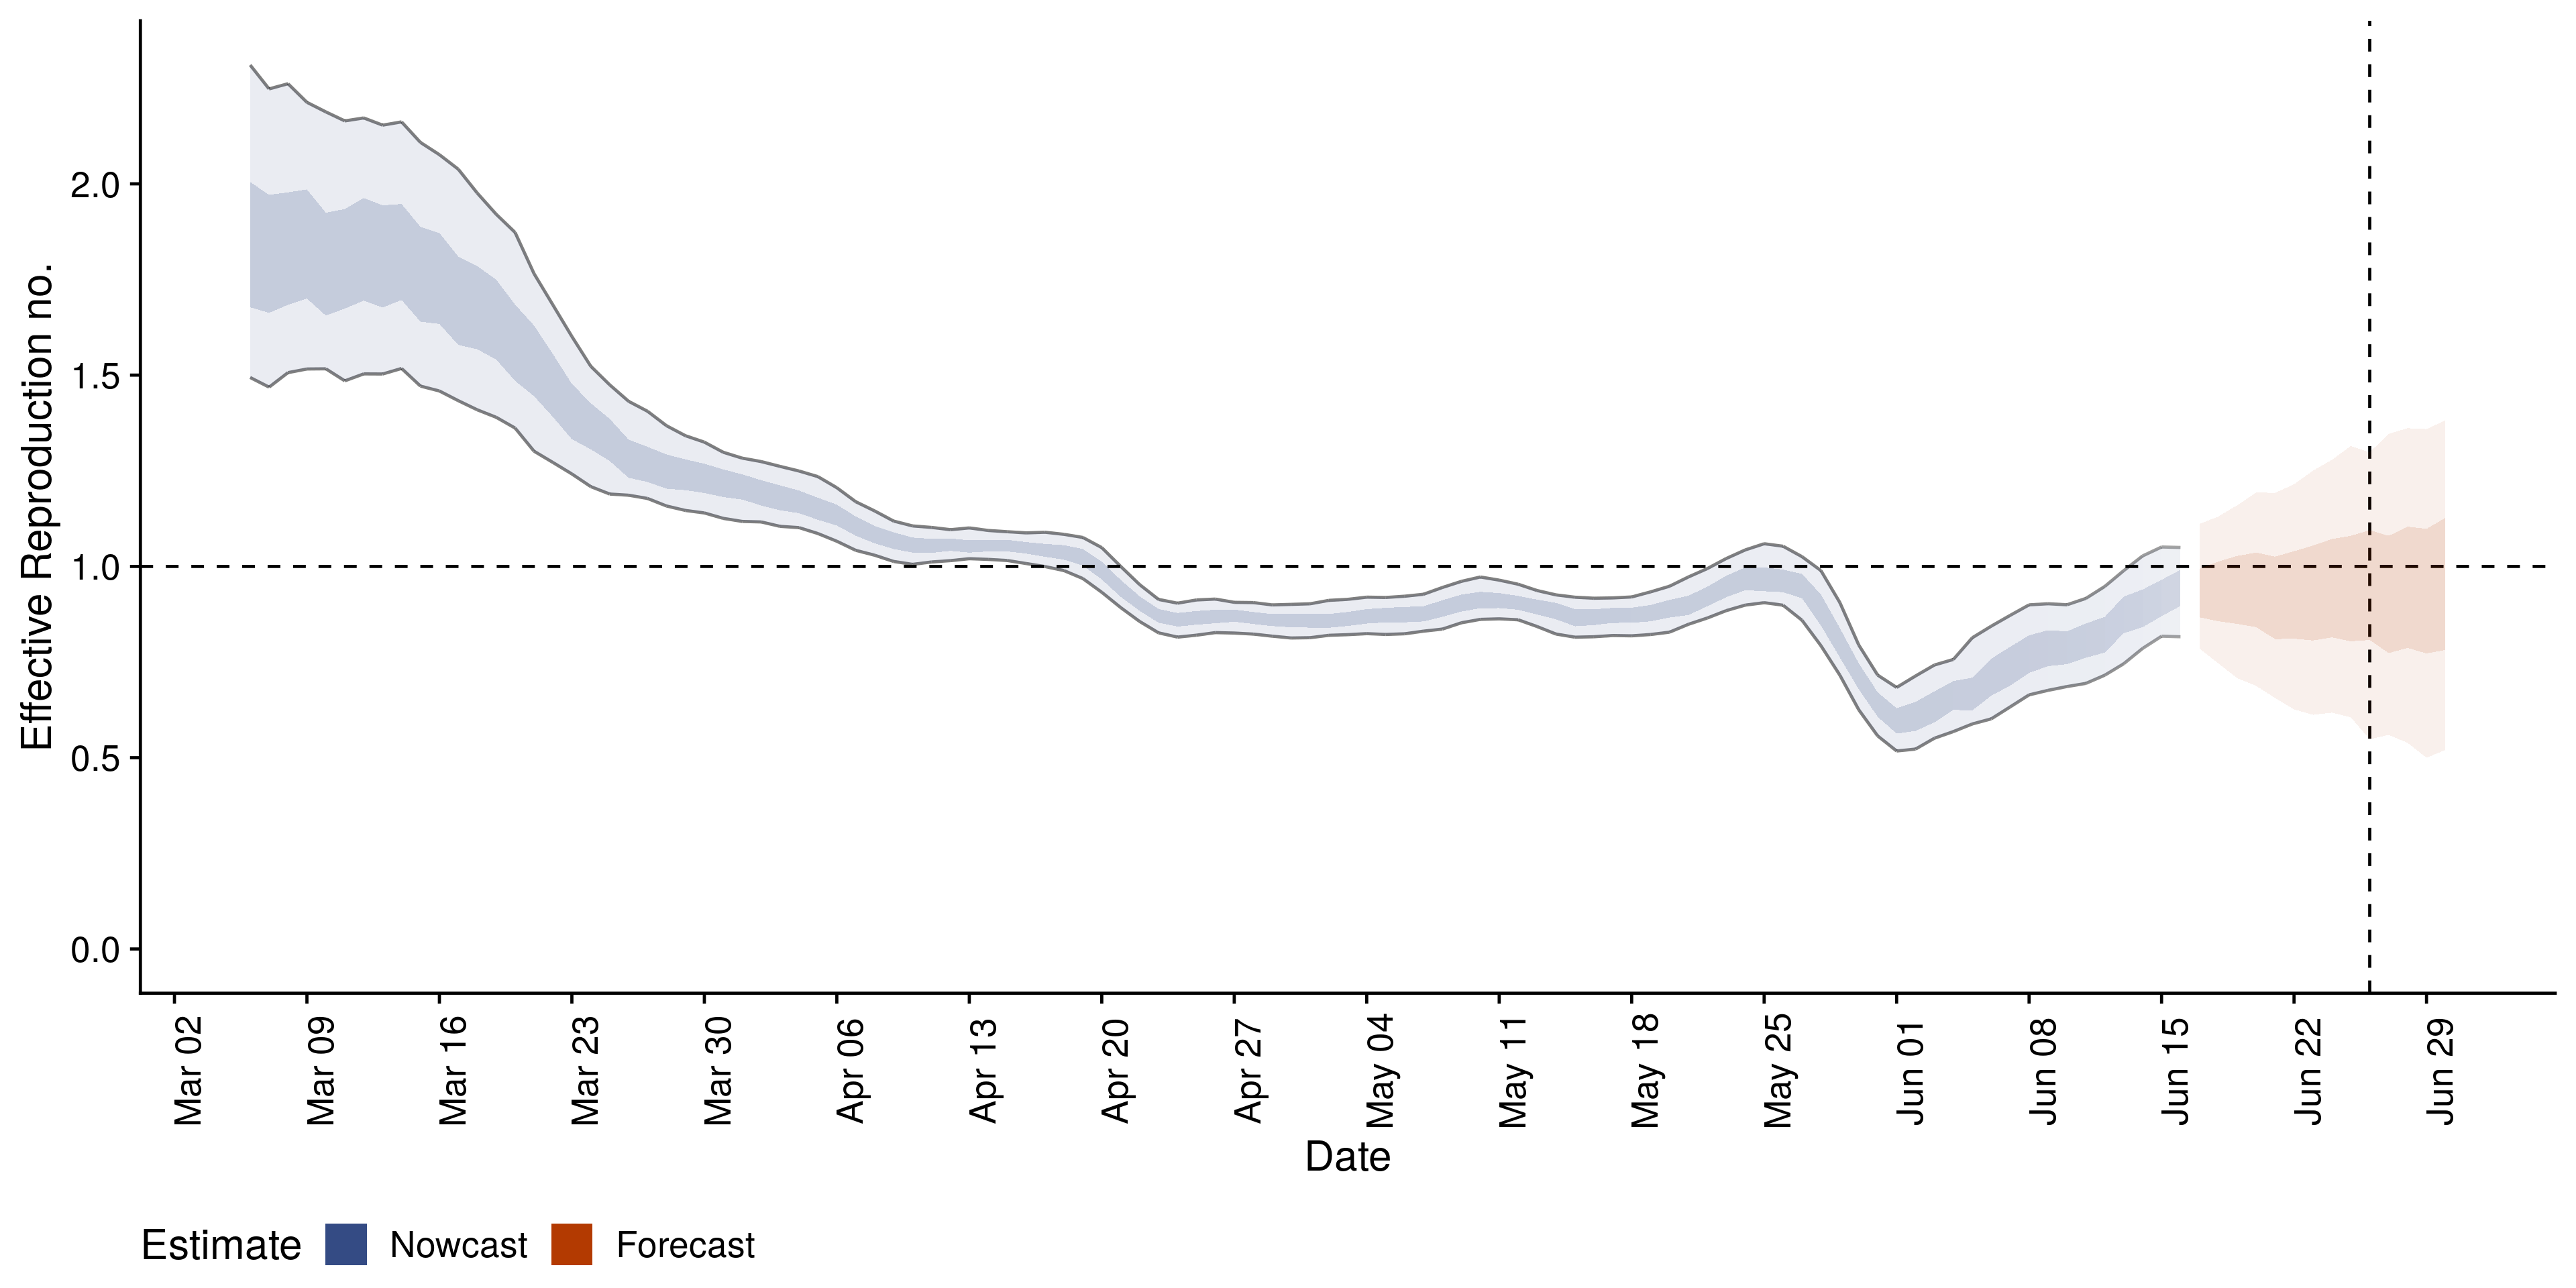 Effective Reproduction no.
2.0
1.5
1.0
0.5
0.0
Mar 02
Mar 09
Mar 16
Mar 23
Mar 30
Apr 06
Apr 13
Apr 20
Apr 27
May 04
May 11
May 18
May 25
Jun 01
Jun 08
Jun 15
Jun 22
Jun 29
Date
Estimate Nowcast Forecast